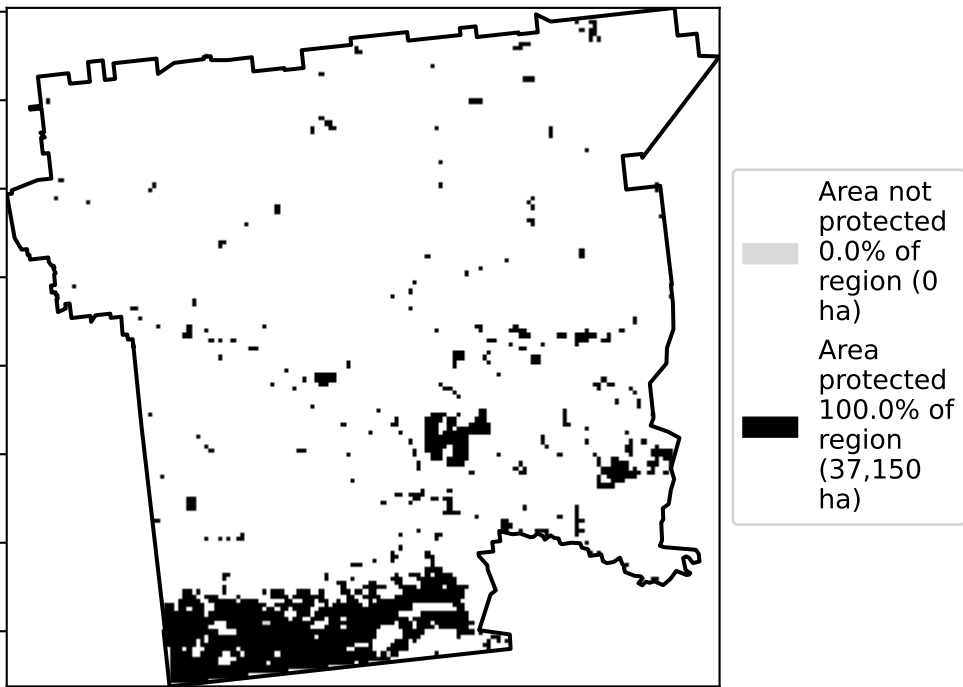 Area not
protected
0.0% of
region (0
ha)
Area
protected
100.0% of
region
(37,150
ha)